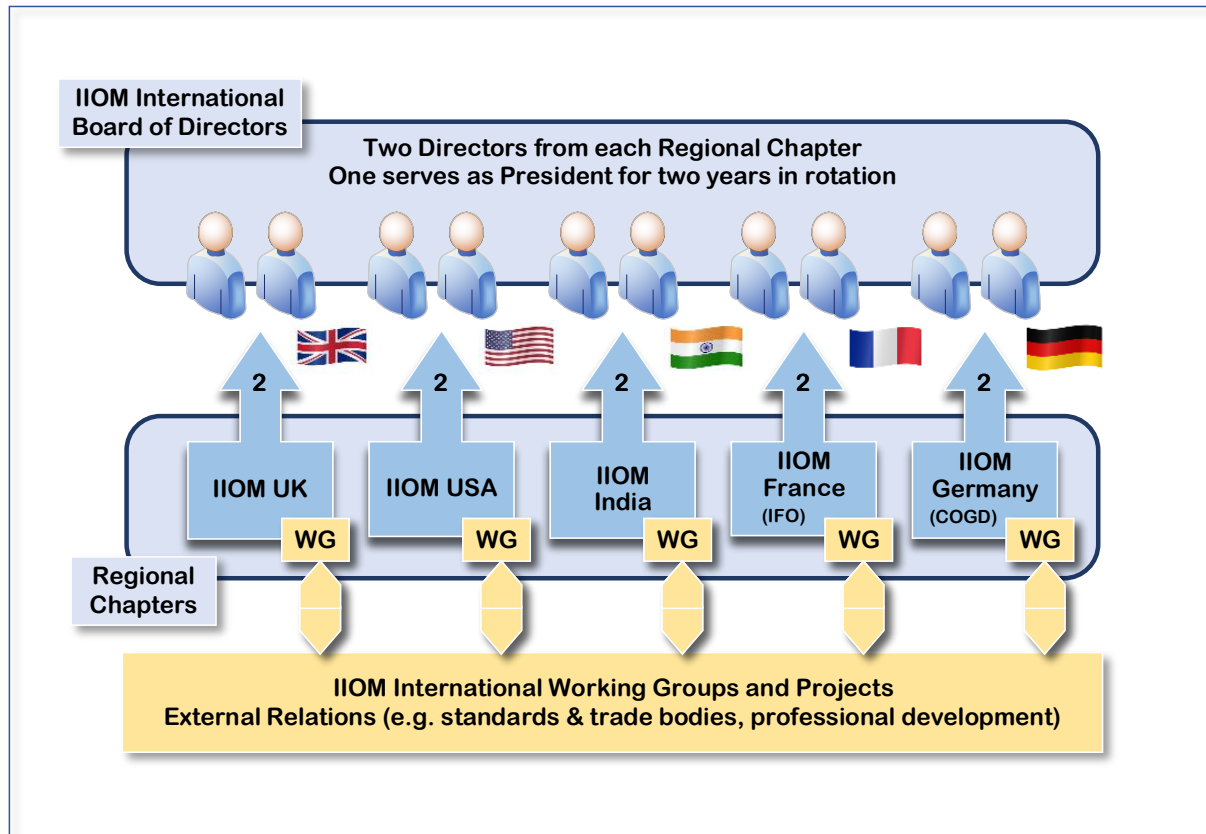 IIOM International
Board of Directors
Two Directors from each Regional Chapter
One serves as President for two years in rotation
2
2
2
2
2
IIOM UK
IIOM USA
IIOM
India
IIOM
France
(IFO)
IIOM
Germany
(COGD)
WG
WG
WG
WG
WG
Regional
Chapters
IIOM International Working Groups and Projects
External Relations (e.g. standards & trade bodies, professional development)